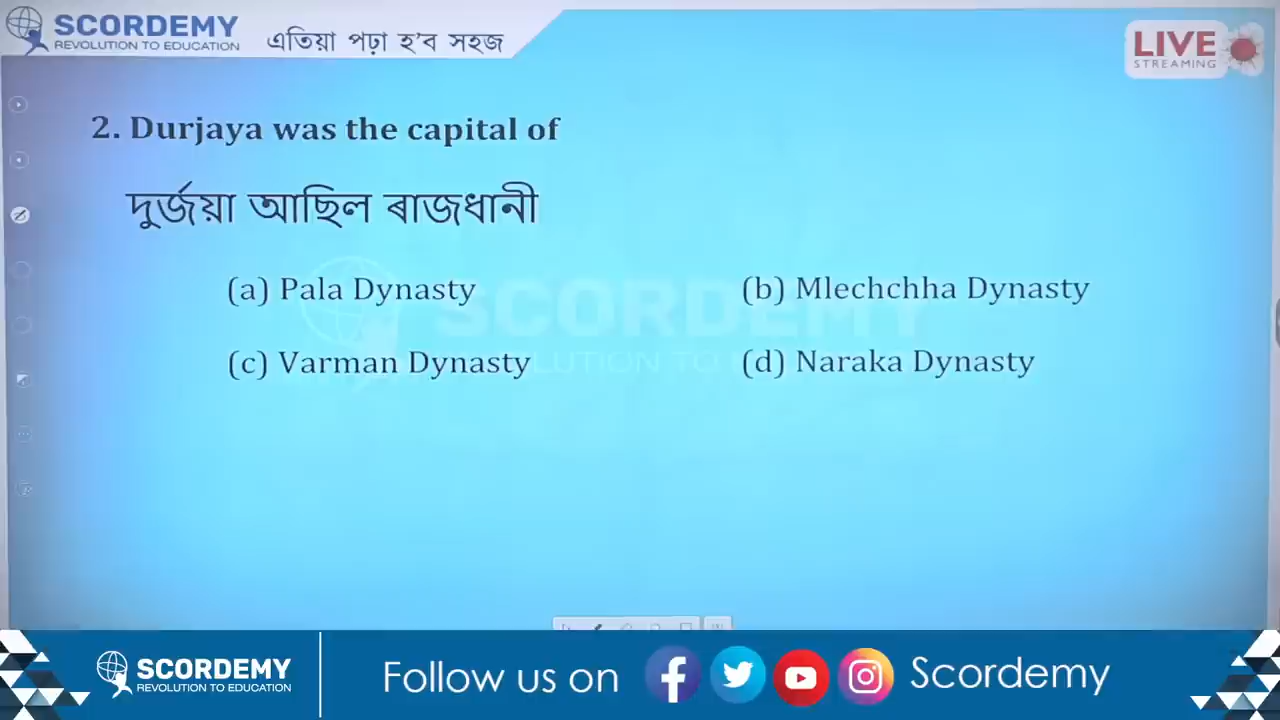 SCORDEMY
REVOLUTION TO EDUCATION
এতিয়া পঢ়া হ'ব সহজ
LIVE
STREAMING
2. Durjaya was the capital of
দুৰ্জয়া আছিল ৰাজধানী
(a) Pala Dynasty
(b) Mlechchha Dynasty
(c) Varman Dynasty
(d) Naraka Dynasty
SCORDEMY
REVOLUTION TO EDUCATION
Follow us on
Scordemy